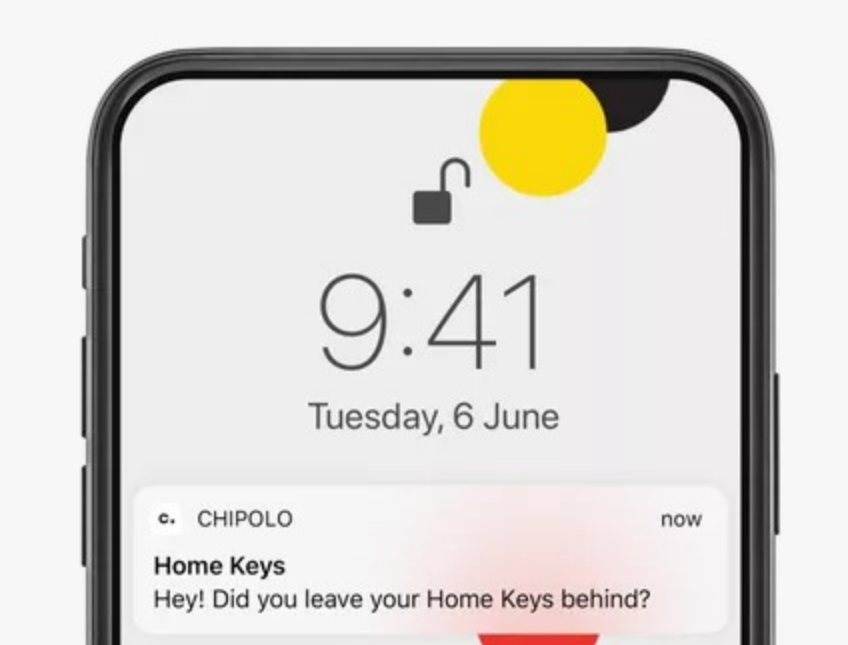 9:41
Tuesday, 6 June
c. CHIPOLO now
Home Keys
Hey! Did you leave your Home Keys behind?